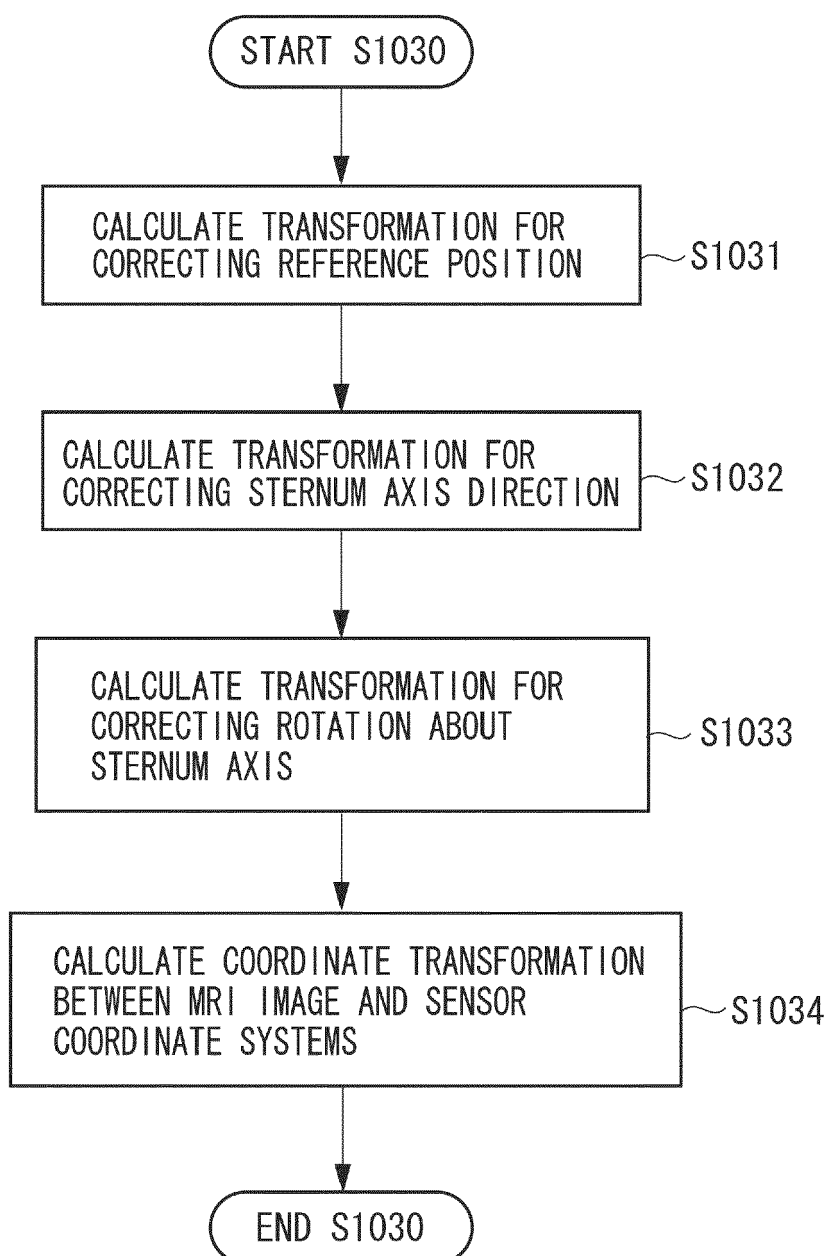 START S1030
CALCULATE TRANSFORMATION FOR
CORRECTING REFERENCE POSITION
S1031
CALCULATE TRANSFORMATION FOR
CORRECTING STERNUM AXIS DIRECTION
S1032
CALCULATE TRANSFORMATION FOR
CORRECTING ROTATION ABOUT
STERNUM AXIS
S1033
CALCULATE COORDINATE TRANSFORMATION
BETWEEN MRI IMAGE AND SENSOR
COORDINATE SYSTEMS
S1034
END S1030